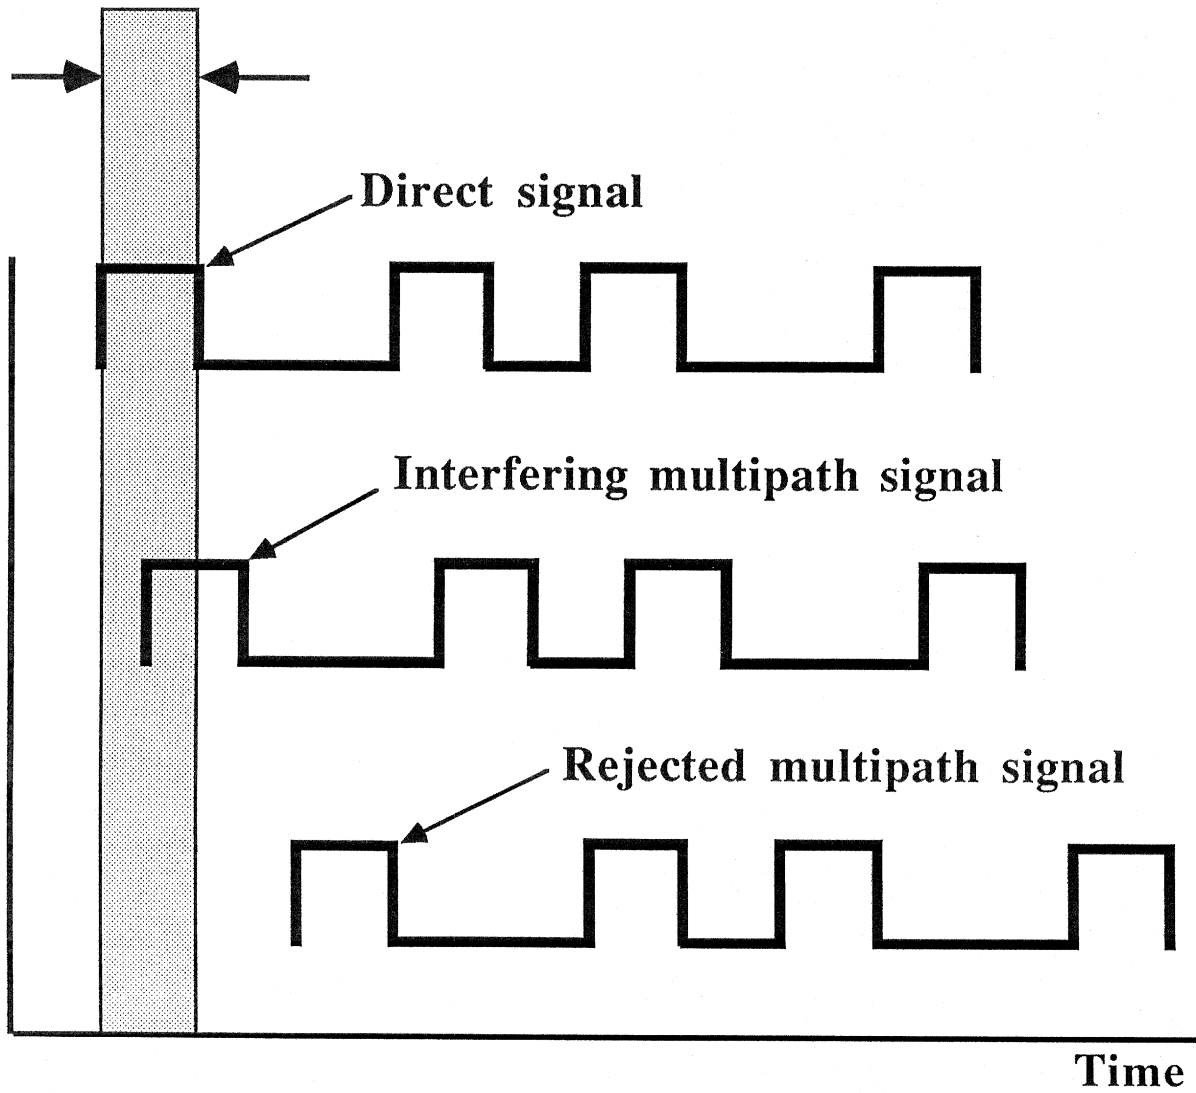 Direct signal
Interfering multipath signal
Rejected multipath signal
Time